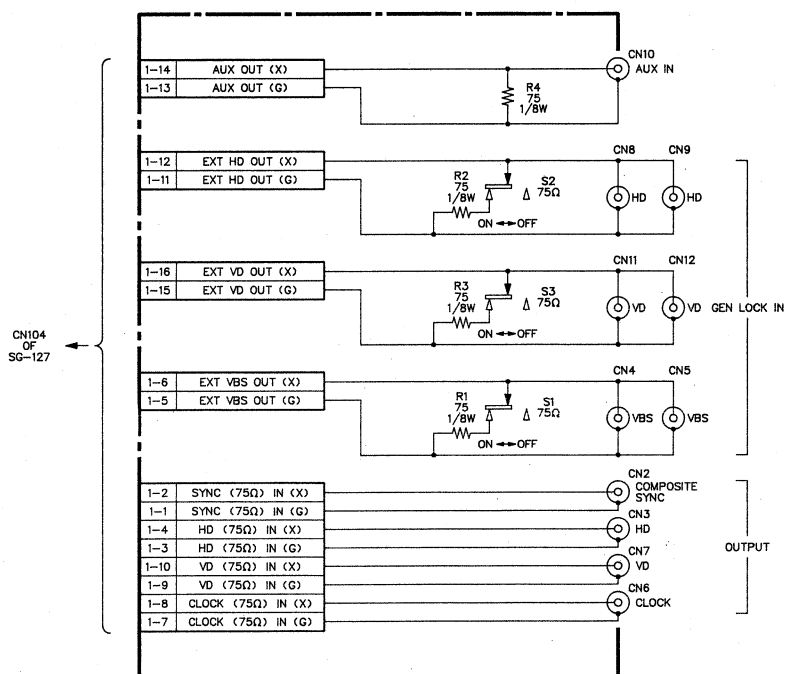 CN10
AUX IN
1-14 AUX OUT (X)
1-13 AUX OUT (G)
R4
75
1/8W
CN8 CN9
1-12 EXT HD OUT (X)
1-11 EXT HD OUT (G)
R2
75
1/8W
S2
75Ω
HD HD
ON OFF
CN11 CN12
1-16 EXT VD OUT (X)
1-15 EXT VD OUT (G)
R3
75
1/8W
S3
75Ω
VD VD
ON OFF
GEN LOCK IN
CN104
OF
SG-127
CN4 CN5
1-6 EXT VBS OUT (X)
1-5 EXT VBS OUT (G)
R1
75
1/8W
S1
75Ω
VBS VBS
ON OFF
CN2
COMPOSITE
SYNC
1-2 SYNC (75Ω) IN (X)
1-1 SYNC (75Ω) IN (G)
CN3
HD
1-4 HD (75Ω) IN (X)
1-3 HD (75Ω) IN (G)
CN7
VD
1-10 VD (75Ω) IN (X)
1-9 VD (75Ω) IN (G)
CN6
CLOCK
1-8 CLOCK (75Ω) IN (X)
1-7 CLOCK (75Ω) IN (G)
OUTPUT